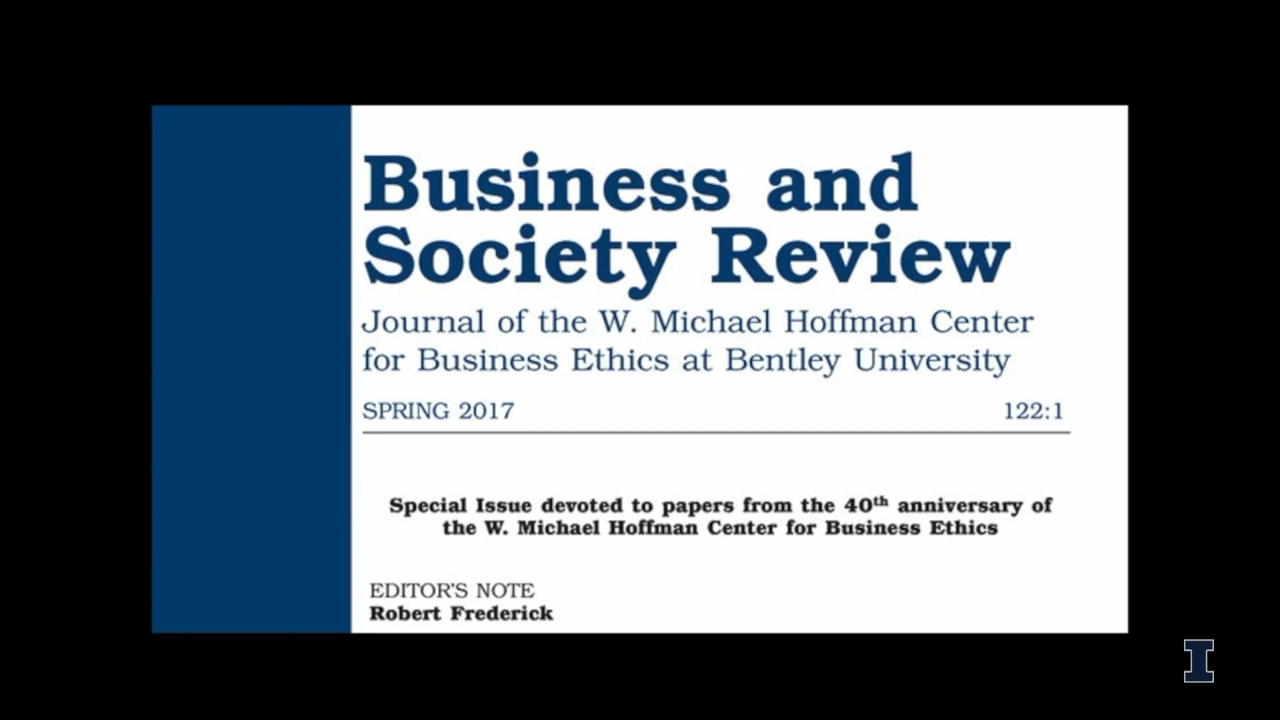 Business and
Society Review
Journal of the W. Michael Hoffman Center
for Business Ethics at Bentley University
SPRING 2017 122:1
Special Issue devoted to papers from the 40th anniversary of
the W. Michael Hoffman Center for Business Ethics
EDITOR'S NOTE
Robert Frederick
I